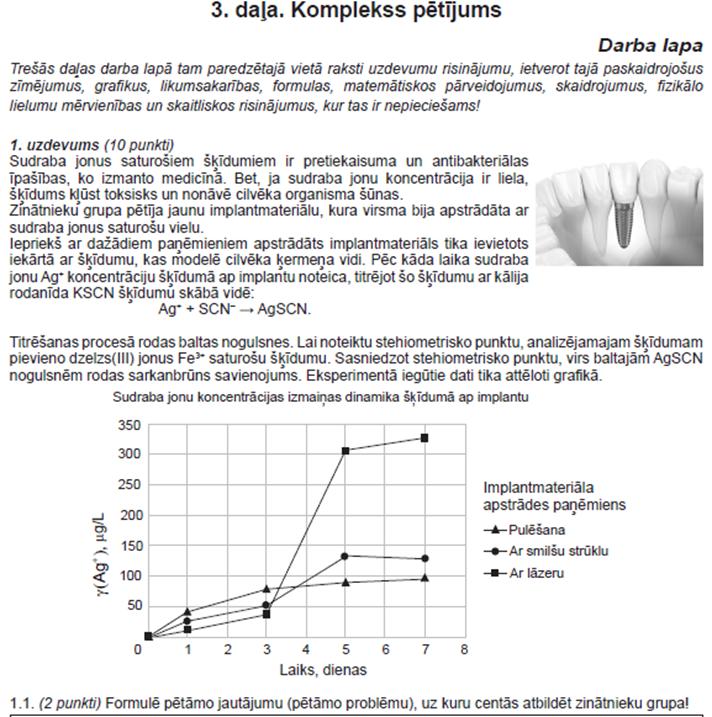 3. daļa. Komplekss pētījums
Darba lapa
Trešās daļas darba lapā tam paredzētajā vietā raksti uzdevumu risinājumu, ietverot tajā paskaidrojošus
zīmējumus, grafikus, likumsakarības, formulas, matemātiskos pārveidojumus, skaidrojumus, fizikālo
lielumu mērvienības un skaitliskos risinājumus, kur tas ir nepieciešams!
1. uzdevums (10 punkti)
Sudraba jonus saturošiem šķīdumiem ir pretiekaisuma un antibakteriālas
īpašības, ko izmanto medicīnā. Bet, ja sudraba jonu koncentrācija ir liela,
šķīdums kļūst toksisks un nonāvē cilvēka organisma šūnas.
Zinātnieku grupa pētīja jaunu implantmateriālu, kura virsma bija apstrādāta ar
sudraba jonus saturošu vielu.
Iepriekš ar dažādiem paņēmieniem apstrādāts implantmateriāls tika ievietots
iekārtā ar šķīdumu, kas modelē cilvēka ķermeņa vidi. Pēc kāda laika sudraba
jonu Ag⁺ koncentrāciju šķīdumā ap implantu noteica, titrējot šo šķīdumu ar kālija
rodanīda KSCN šķīdumu skābā vidē:
Ag⁺ + SCN⁻ → AgSCN.
Titrēšanas procesā rodas baltas nogulsnes. Lai noteiktu stehiometrisko punktu, analizējamajam šķīdumam
pievieno dzelzs(III) jonus Fe³⁺ saturošu šķīdumu. Sasniedzot stehiometrisko punktu, virs baltajām AgSCN
nogulsnēm rodas sarkanbrūns savienojums. Eksperimentā iegūtie dati tika attēloti grafikā.
Sudraba jonu koncentrācijas izmaiņas dinamika šķīdumā ap implantu
350
300
250
200
150
100
50
γ(Ag⁺), µg/L
0 1 2 3 4 5 6 7 8
Laiks, dienas
Implantmateriāla
apstrādes paņēmiens
Pulēšana
Ar smilšu strūklu
Ar lāzeru
1.1. (2 punkti) Formulē pētāmo jautājumu (pētāmo problēmu), uz kuru centās atbildēt zinātnieku grupa!